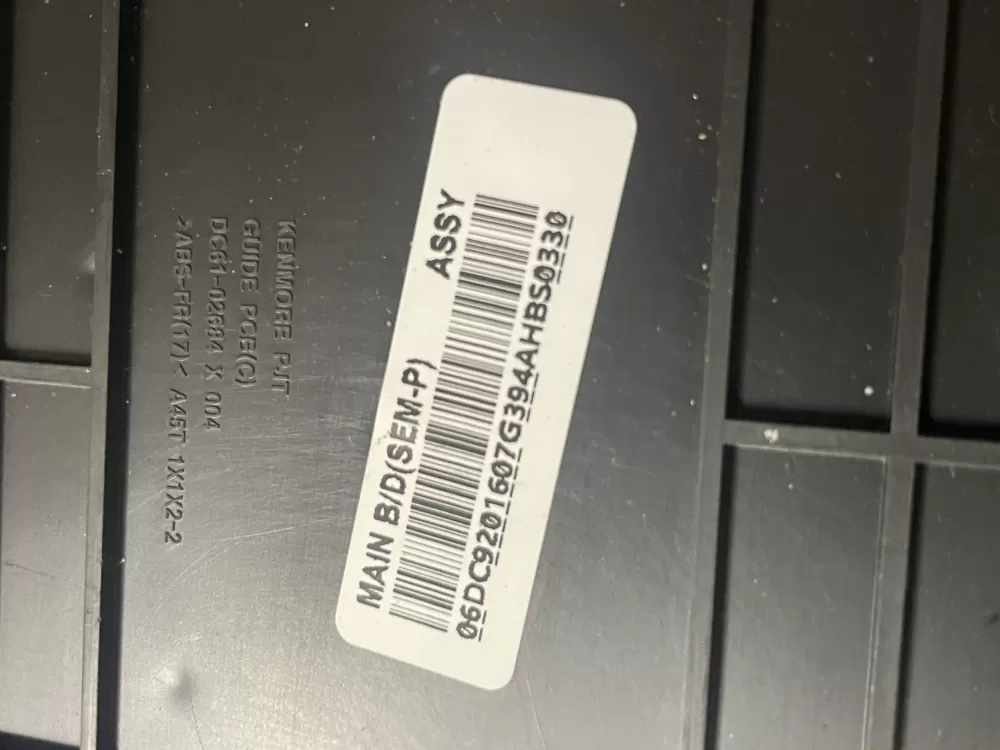 KENMORE PJT
GUIDE PCB(C)
DC61-02684 X 004
>ABS-FR(17)< A45T 1X1X2-2
MAIN B/D(SEM-P) ASSY
06DC9201607G394AHBS0330